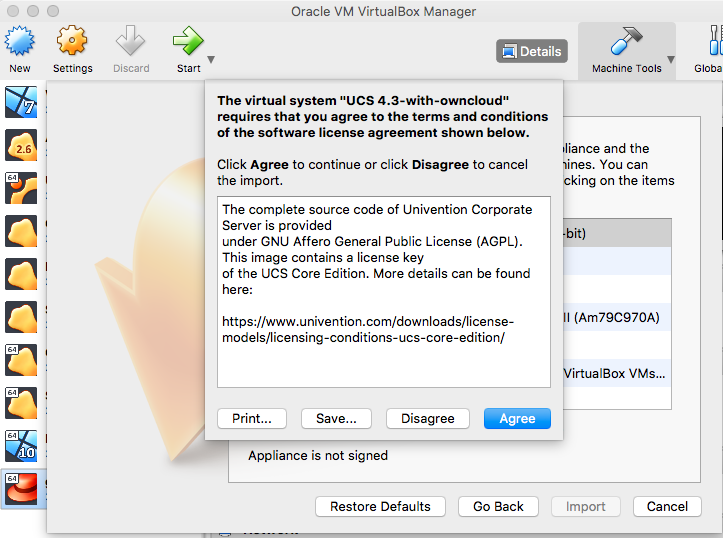 Oracle VM VirtualBox Manager
New
Settings
Discard
Start
Details
Machine Tools
Globa
7
2.6
64
64
64
64
10
64
The virtual system "UCS 4.3-with-owncloud"
requires that you agree to the terms and conditions
of the software license agreement shown below.
Click Agree to continue or click Disagree to cancel
the import.
The complete source code of Univention Corporate
Server is provided
under GNU Affero General Public License (AGPL).
This image contains a license key
of the UCS Core Edition. More details can be found
here:
https://www.univention.com/downloads/license-
models/licensing-conditions-ucs-core-edition/
Print...
Save...
Disagree
Agree
pliance and the
nines. You can
cking on the items
-bit)
II (Am79C970A)
VirtualBox VMs...
Appliance is not signed
Restore Defaults
Go Back
Import
Cancel